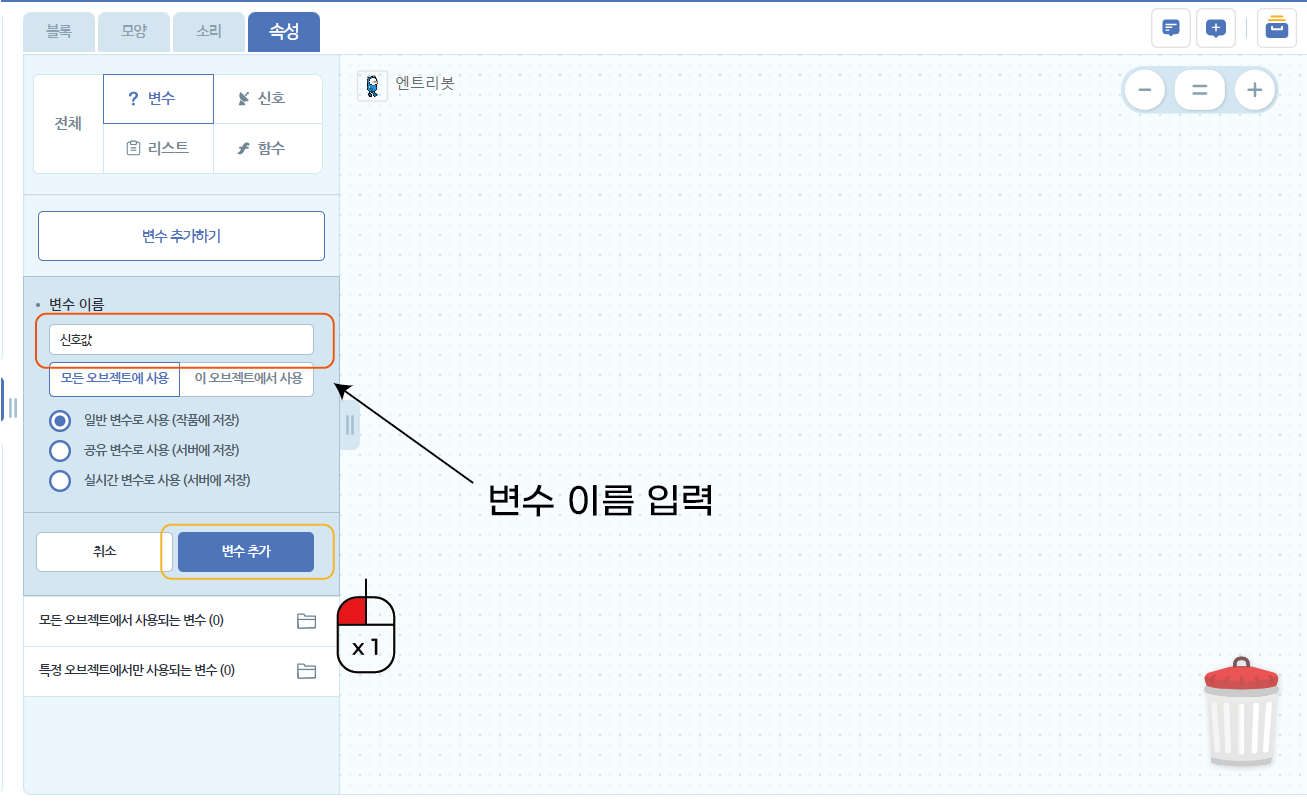 블록 모양 소리 속성
엔트리봇
전체
? 변수 신호
리스트 함수
변수 추가하기
변수 이름
신호값
모든 오브젝트에 사용 이 오브젝트에서 사용
일반 변수로 사용 (작품에 저장)
공유 변수로 사용 (서버에 저장)
실시간 변수로 사용 (서버에 저장)
변수 이름 입력
취소 변수 추가
모든 오브젝트에서 사용되는 변수 (0)
x 1
특정 오브젝트에서만 사용되는 변수 (0)